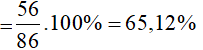 = 56/86 .100% = 65,12%